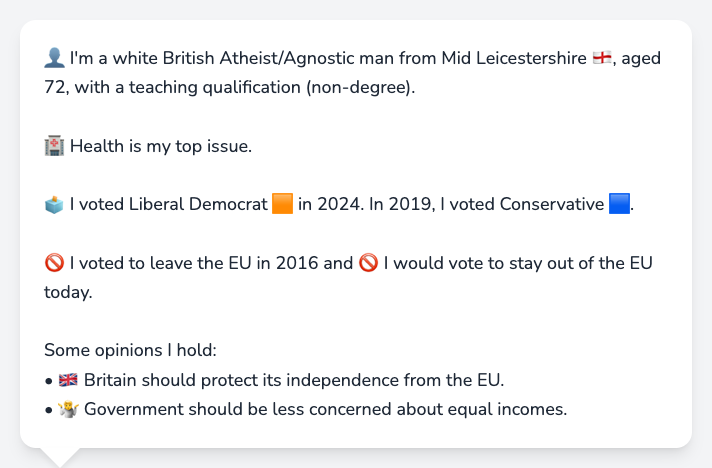 👤 I'm a white British Atheist/Agnostic man from Mid Leicestershire 🏴󠁧󠁢󠁥󠁮󠁧󠁿, aged
72, with a teaching qualification (non-degree).
🏥 Health is my top issue.
🗳️ I voted Liberal Democrat 🟧 in 2024. In 2019, I voted Conservative 🟦.
🚫 I voted to leave the EU in 2016 and 🚫 I would vote to stay out of the EU
today.
Some opinions I hold:
• 🇬🇧 Britain should protect its independence from the EU.
• 🤷 Government should be less concerned about equal incomes.